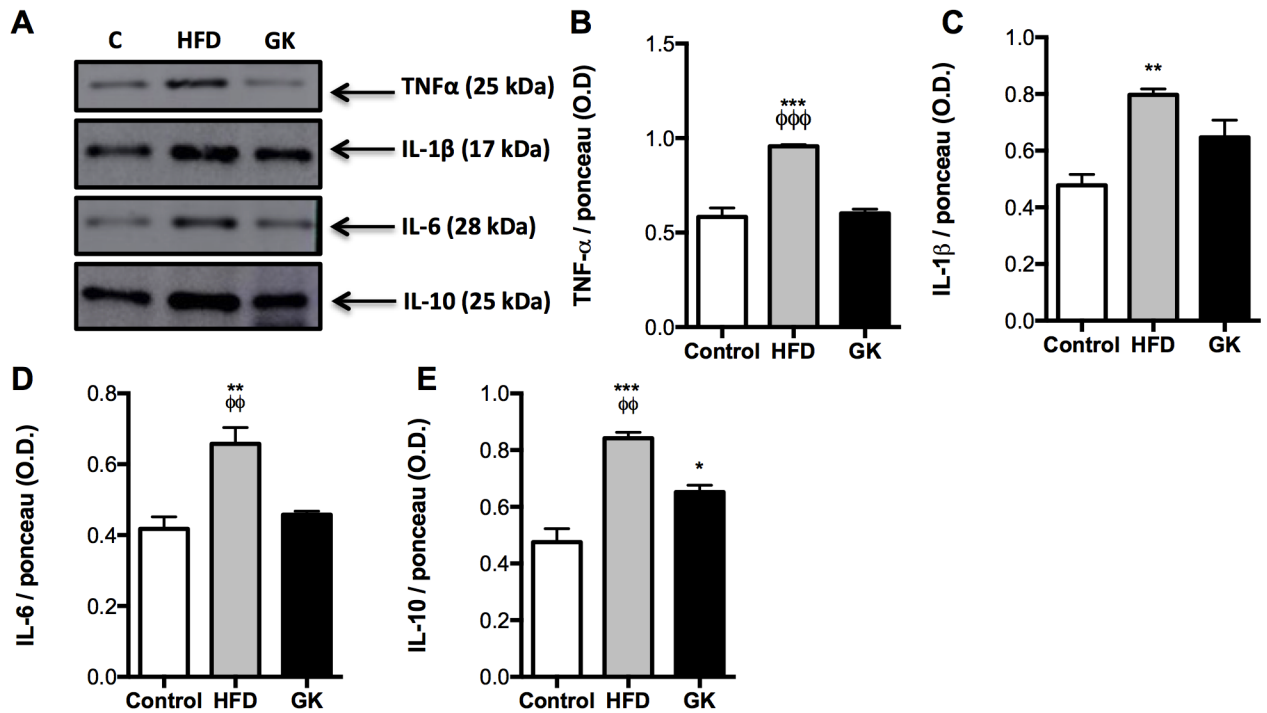 A
C HFD GK
TNFα (25 kDa)
IL-1β (17 kDa)
IL-6 (28 kDa)
IL-10 (25 kDa)
B
TNF-α / ponceau (O.D)
1.5
1.0
0.5
0.0
***
ϕϕϕ
Control HFD GK
C
IL-1β / ponceau (O.D.)
1.0
0.8
0.6
0.4
0.2
0.0
**
Control HFD GK
D
IL-6 / ponceau (O.D.)
0.8
0.6
0.4
0.2
0.0
**
ϕϕ
Control HFD GK
E
IL-10 / ponceau (O.D.)
1.0
0.8
0.6
0.4
0.2
0.0
***
ϕϕ
*
Control HFD GK